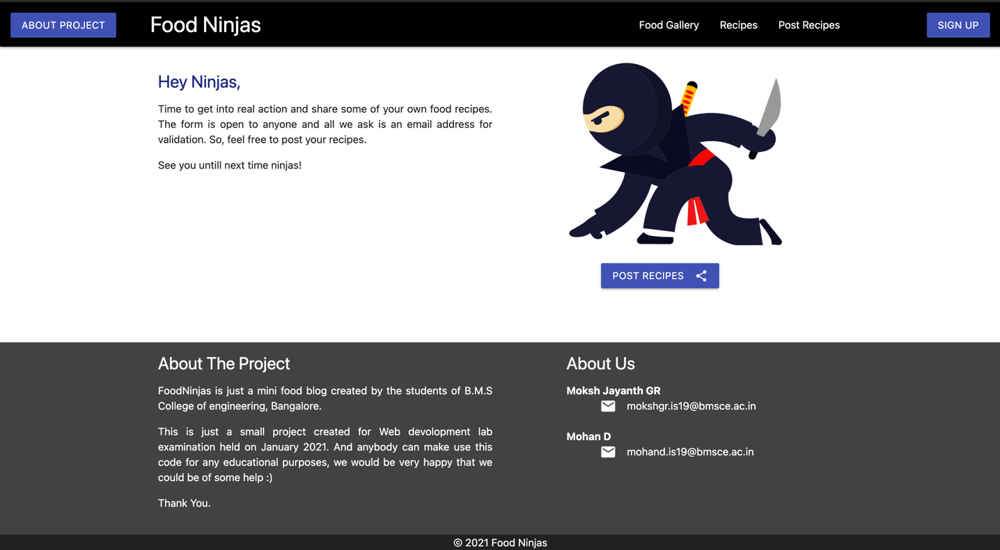 ABOUT PROJECT
Food Ninjas
Food Gallery
Recipes
Post Recipes
SIGN UP
Hey Ninjas,
Time to get into real action and share some of your own food recipes.
The form is open to anyone and all we ask is an email address for
validation. So, feel free to post your recipes.
See you untill next time ninjas!
POST RECIPES
About The Project
FoodNinjas is just a mini food blog created by the students of B.M.S
College of engineering, Bangalore.
This is just a small project created for Web devolopment lab
examination held on January 2021. And anybody can make use this
code for any educational purposes, we would be very happy that we
could be of some help :)
Thank You.
About Us
Moksh Jayanth GR
mokshgr.is19@bmsce.ac.in
Mohan D
mohand.is19@bmsce.ac.in
© 2021 Food Ninjas